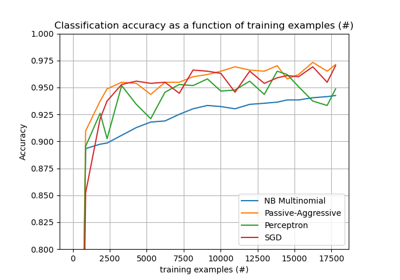 Classification accuracy as a function of training examples (#)
1.000
0.975
0.950
0.925
0.900
0.875
0.850
0.825
0.800
Accuracy
NB Multinomial
Passive-Aggressive
Perceptron
SGD
0 2500 5000 7500 10000 12500 15000 17500
training examples (#)